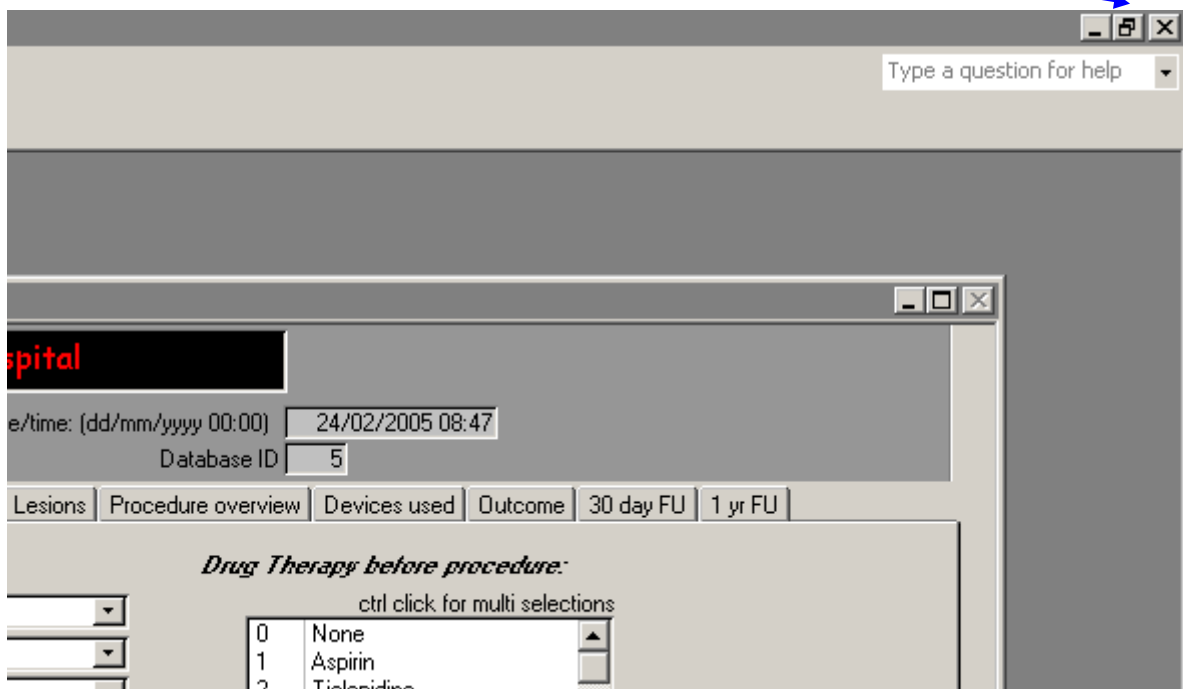 Type a question for help
spital
e/time: (dd/mm/yyyy 00:00) 24/02/2005 08:47
Database ID 5
Lesions Procedure overview Devices used Outcome 30 day FU 1 yr FU
Drug Therapy before procedure:
ctrl click for multi selections
0 None
1 Aspirin
2 Ticlopidine